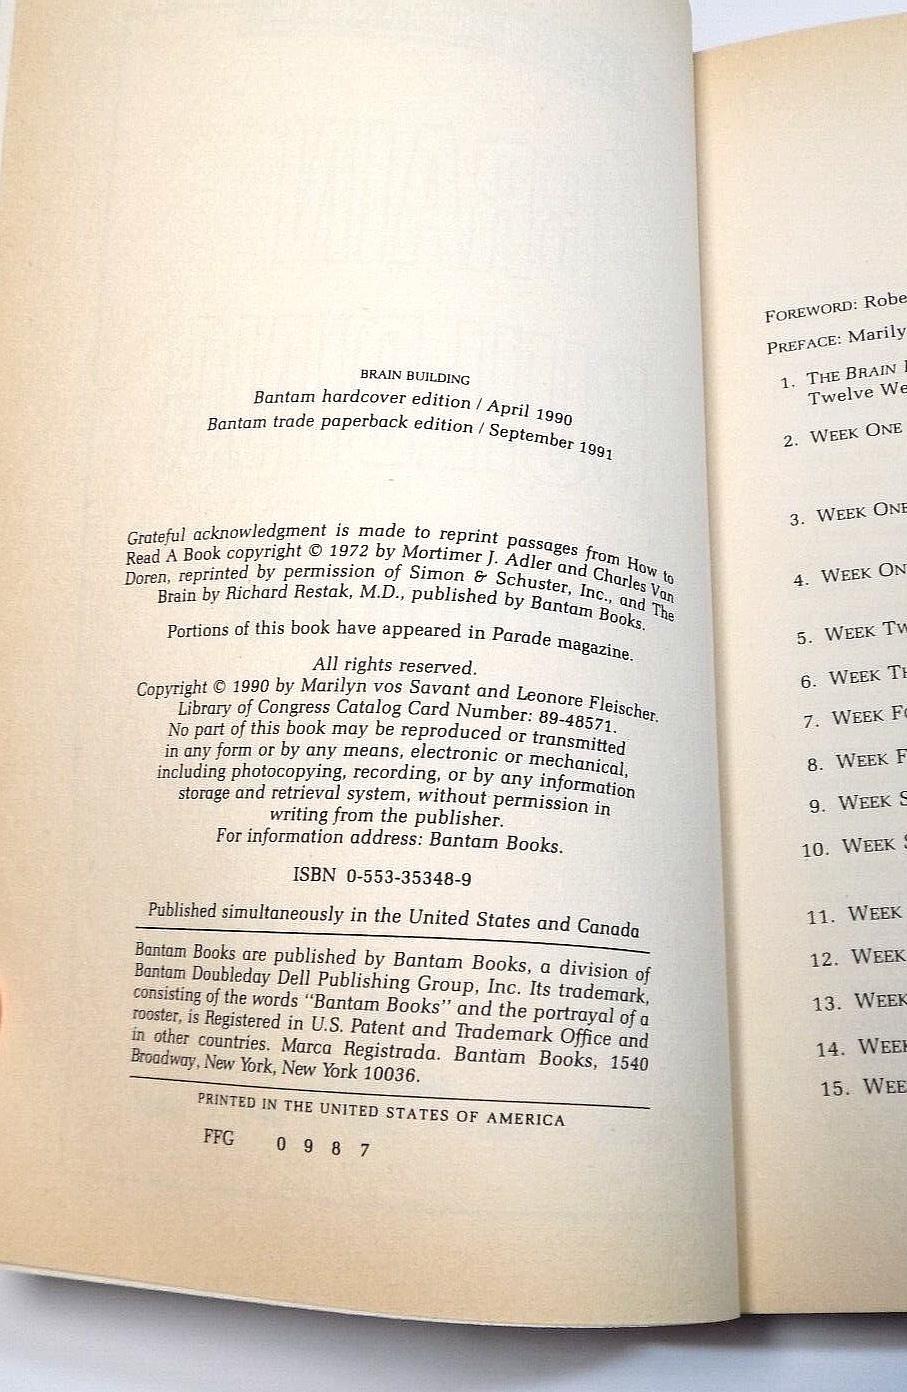 BRAIN BUILDING
Bantam hardcover edition / April 1990
Bantam trade paperback edition / September 1991
Grateful acknowledgment is made to reprint passages from How to
Read A Book copyright © 1972 by Mortimer J. Adler and Charles Van
Doren, reprinted by permission of Simon & Schuster, Inc., and The
Brain by Richard Restak, M.D., published by Bantam Books.
Portions of this book have appeared in Parade magazine.
All rights reserved.
Copyright © 1990 by Marilyn vos Savant and Leonore Fleischer.
Library of Congress Catalog Card Number: 89-48571.
No part of this book may be reproduced or transmitted
in any form or by any means, electronic or mechanical,
including photocopying, recording, or by any information
storage and retrieval system, without permission in
writing from the publisher.
For information address: Bantam Books.
ISBN 0-553-35348-9
Published simultaneously in the United States and Canada
Bantam Books are published by Bantam Books, a division of
Bantam Doubleday Dell Publishing Group, Inc. Its trademark,
consisting of the words "Bantam Books" and the portrayal of a
rooster, is Registered in U.S. Patent and Trademark Office and
in other countries. Marca Registrada. Bantam Books, 1540
Broadway, New York, New York 10036.
PRINTED IN THE UNITED STATES OF AMERICA
FFG 0 9 8 7
FOREWORD: Robe
PREFACE: Marily
1. THE BRAIN
Twelve We
2. WEEK ONE
3. WEEK ONE
4. WEEK ON
5. WEEK TW
6. WEEK TH
7. WEEK FO
8. WEEK F
9. WEEK S
10. WEEK
11. WEEK
12. WEEK
13. WEEK
14. WEEK
15. WEE